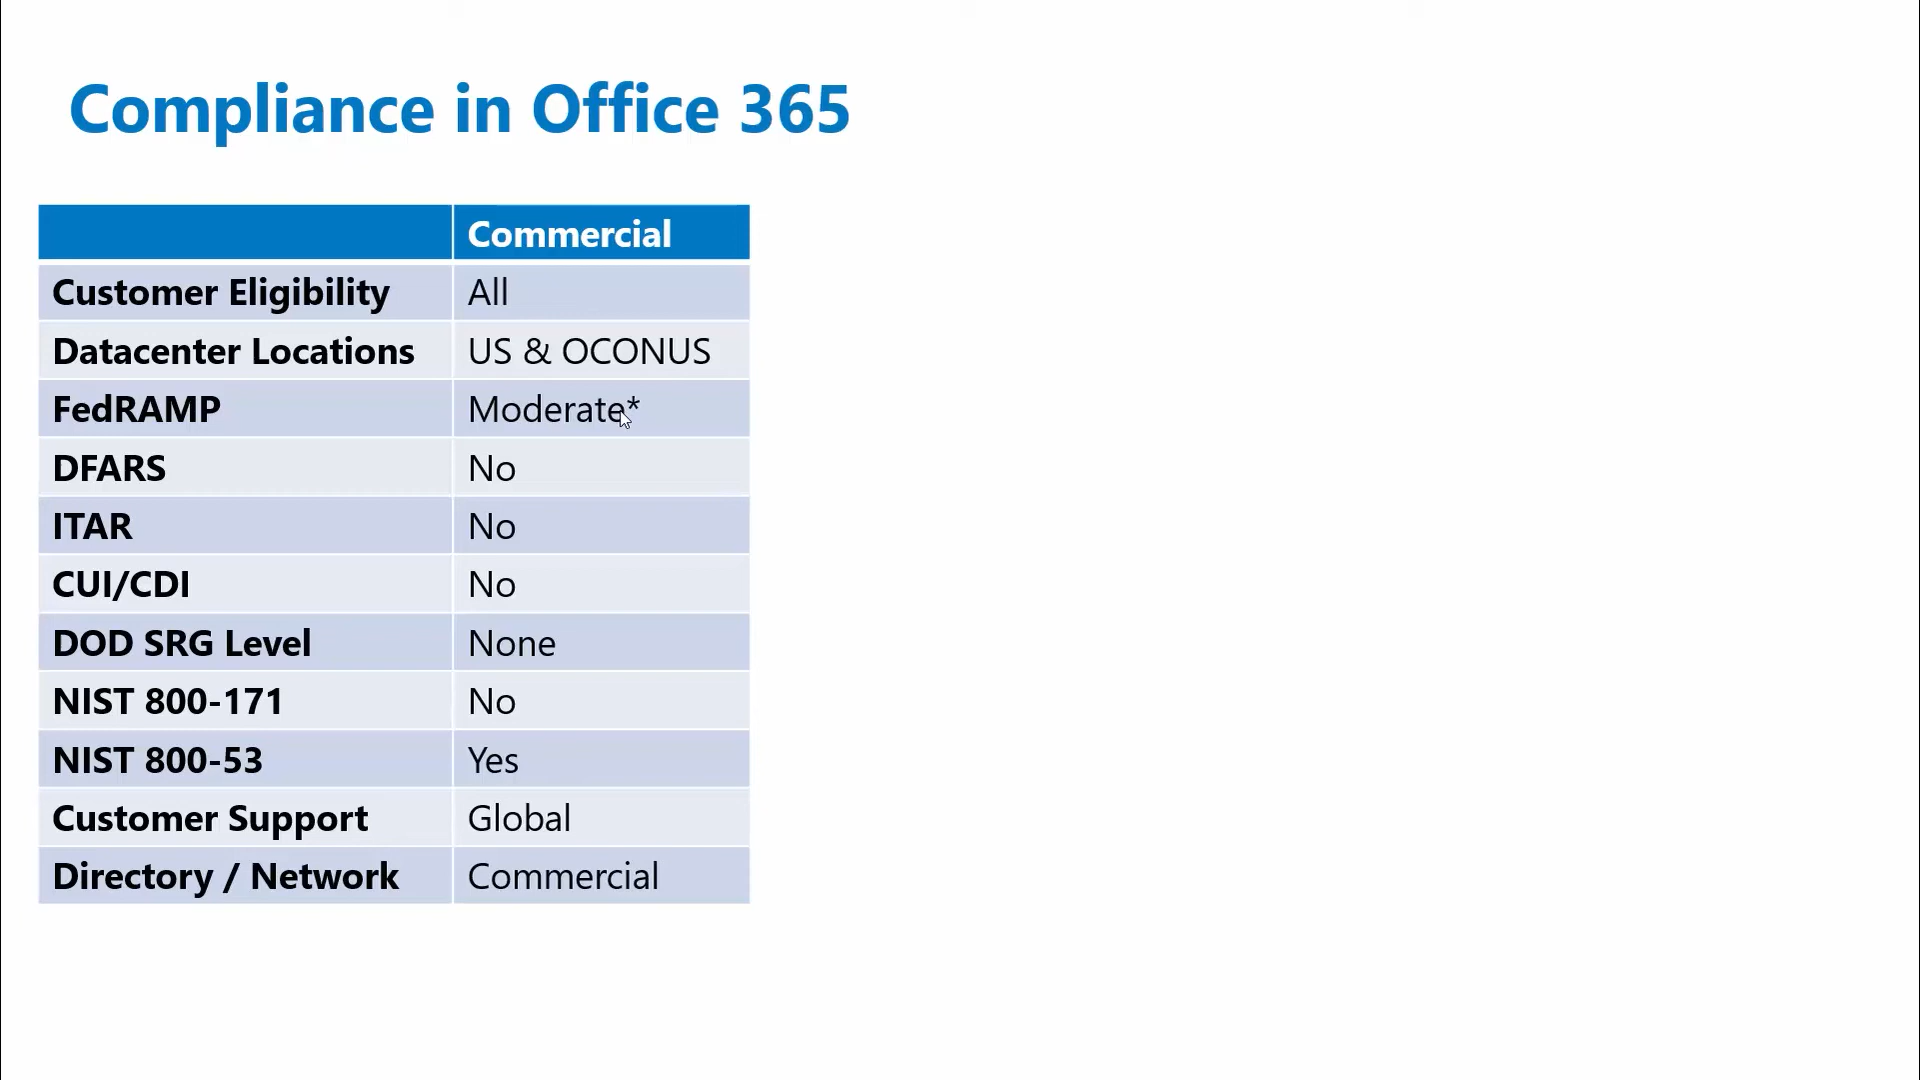 Compliance in Office 365
Commercial
Customer Eligibility All
Datacenter Locations US & OCONUS
FedRAMP Moderate*
DFARS No
ITAR No
CUI/CDI No
DOD SRG Level None
NIST 800-171 No
NIST 800-53 Yes
Customer Support Global
Directory / Network Commercial